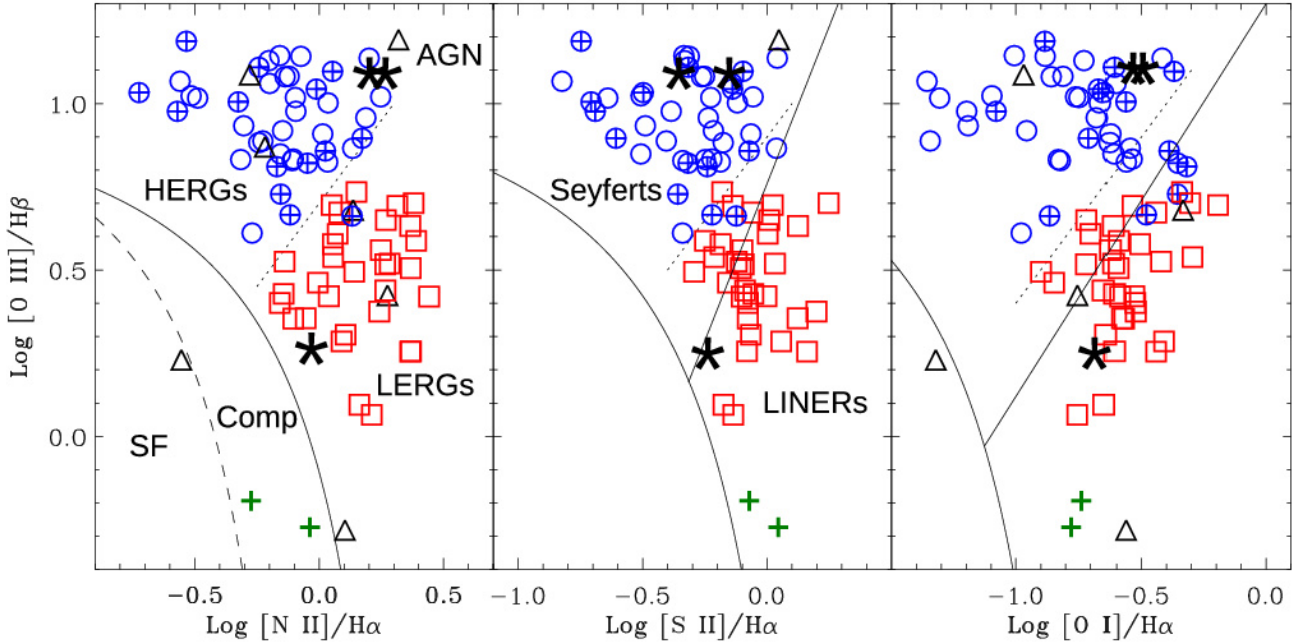 AGN
HERGs
LERGs
Comp
SF
Seyferts
LINERs
Log [O III]/Hβ
1.0
0.5
0.0
−0.5 0.0 0.5
−1.0 −0.5 0.0
−1.0 −0.5 0.0
Log [N II]/Hα
Log [S II]/Hα
Log [O I]/Hα